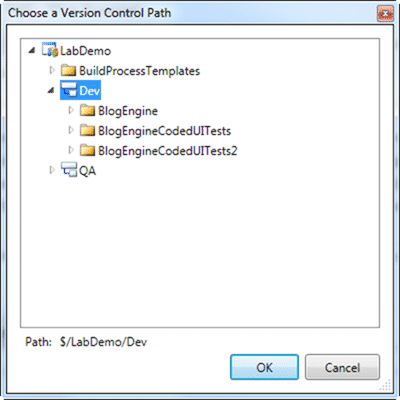 Choose a Version Control Path
LabDemo
BuildProcessTemplates
Dev
BlogEngine
BlogEngineCodedUITests
BlogEngineCodedUITests2
QA
Path: $/LabDemo/Dev
OK Cancel